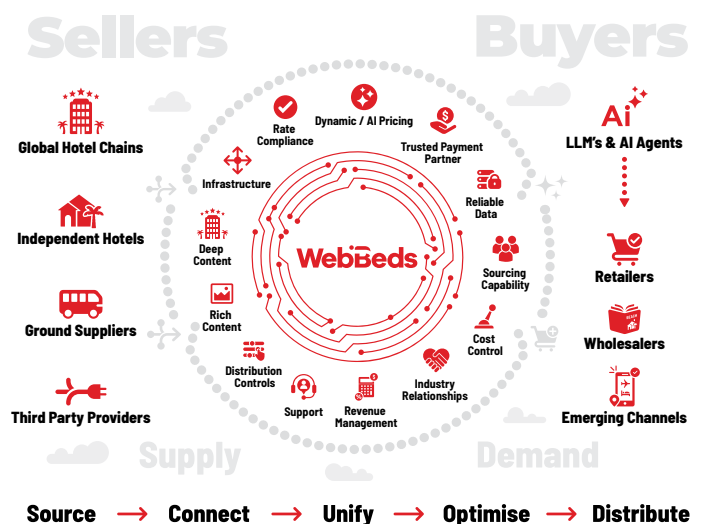 Sellers
Buyers
Global Hotel Chains
Independent Hotels
Ground Suppliers
Third Party Providers
Rate
Compliance
Dynamic / AI Pricing
Trusted Payment
Partner
Infrastructure
Reliable
Data
Deep
Content
Sourcing
Capability
Rich
Content
Cost
Control
Distribution
Controls
Industry
Relationships
Support
Revenue
Management
WebBeds
Ai
LLM's & AI Agents
Retailers
Wholesalers
Emerging Channels
Supply
Demand
Source
Connect
Unify
Optimise
Distribute